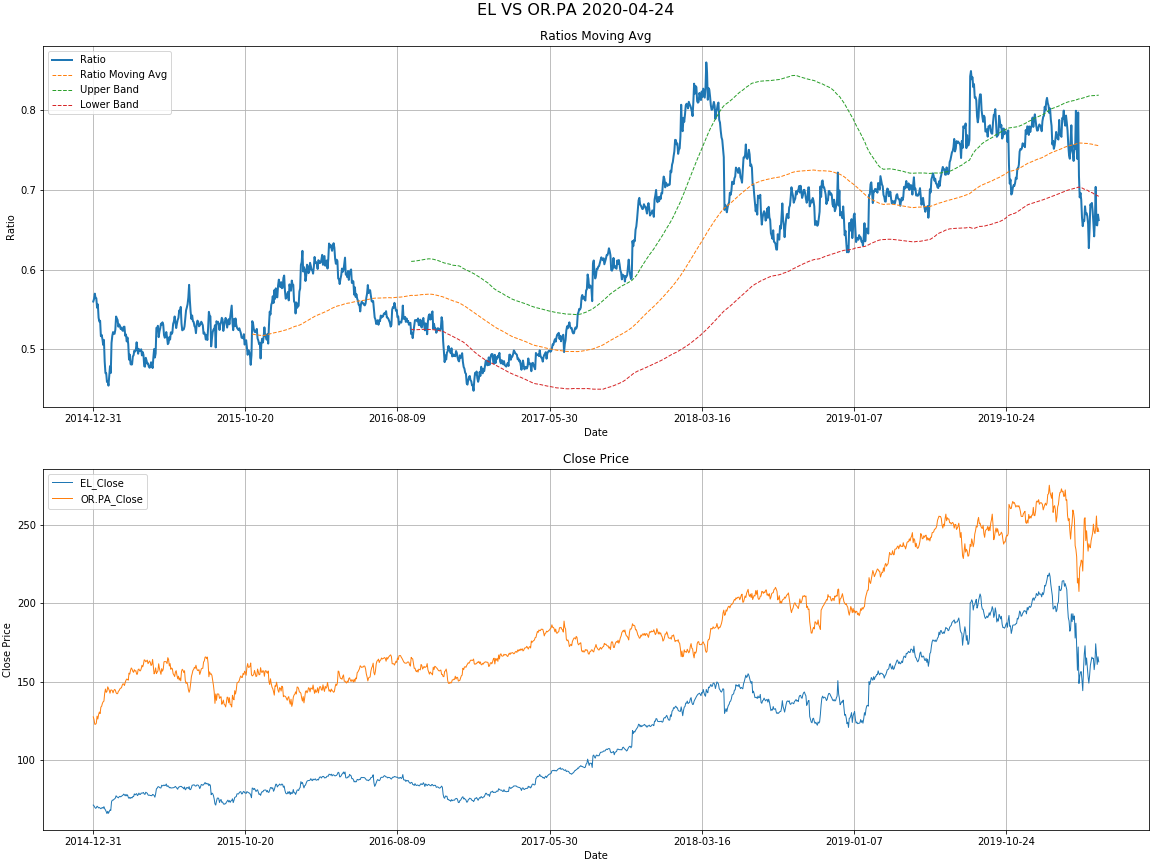 EL VS OR.PA 2020-04-24
Ratios Moving Avg
Ratio
Ratio Moving Avg
Upper Band
Lower Band
0.8
0.7
0.6
0.5
Ratio
2014-12-31 2015-10-20 2016-08-09 2017-05-30 2018-03-16 2019-01-07 2019-10-24
Date
Close Price
EL_Close
OR.PA_Close
250
200
150
100
Close Price
2014-12-31 2015-10-20 2016-08-09 2017-05-30 2018-03-16 2019-01-07 2019-10-24
Date